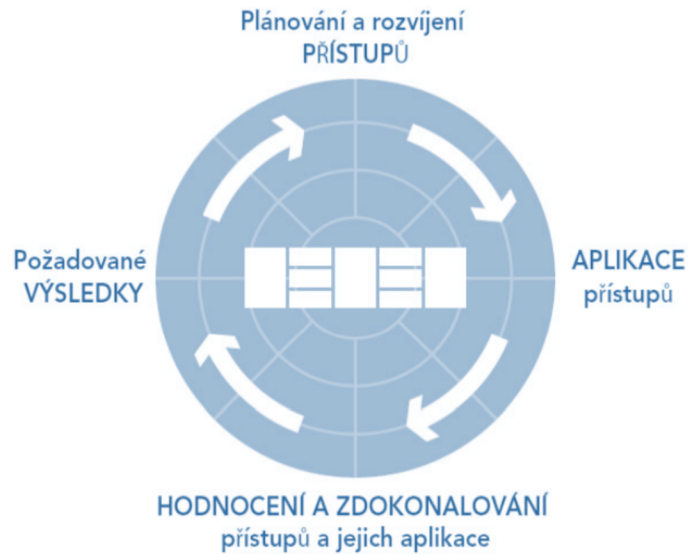 Plánování a rozvíjení
PŘÍSTUPŮ
Požadované
VÝSLEDKY
APLIKACE
přístupů
HODNOCENÍ A ZDOKONALOVÁNÍ
přístupů a jejich aplikace